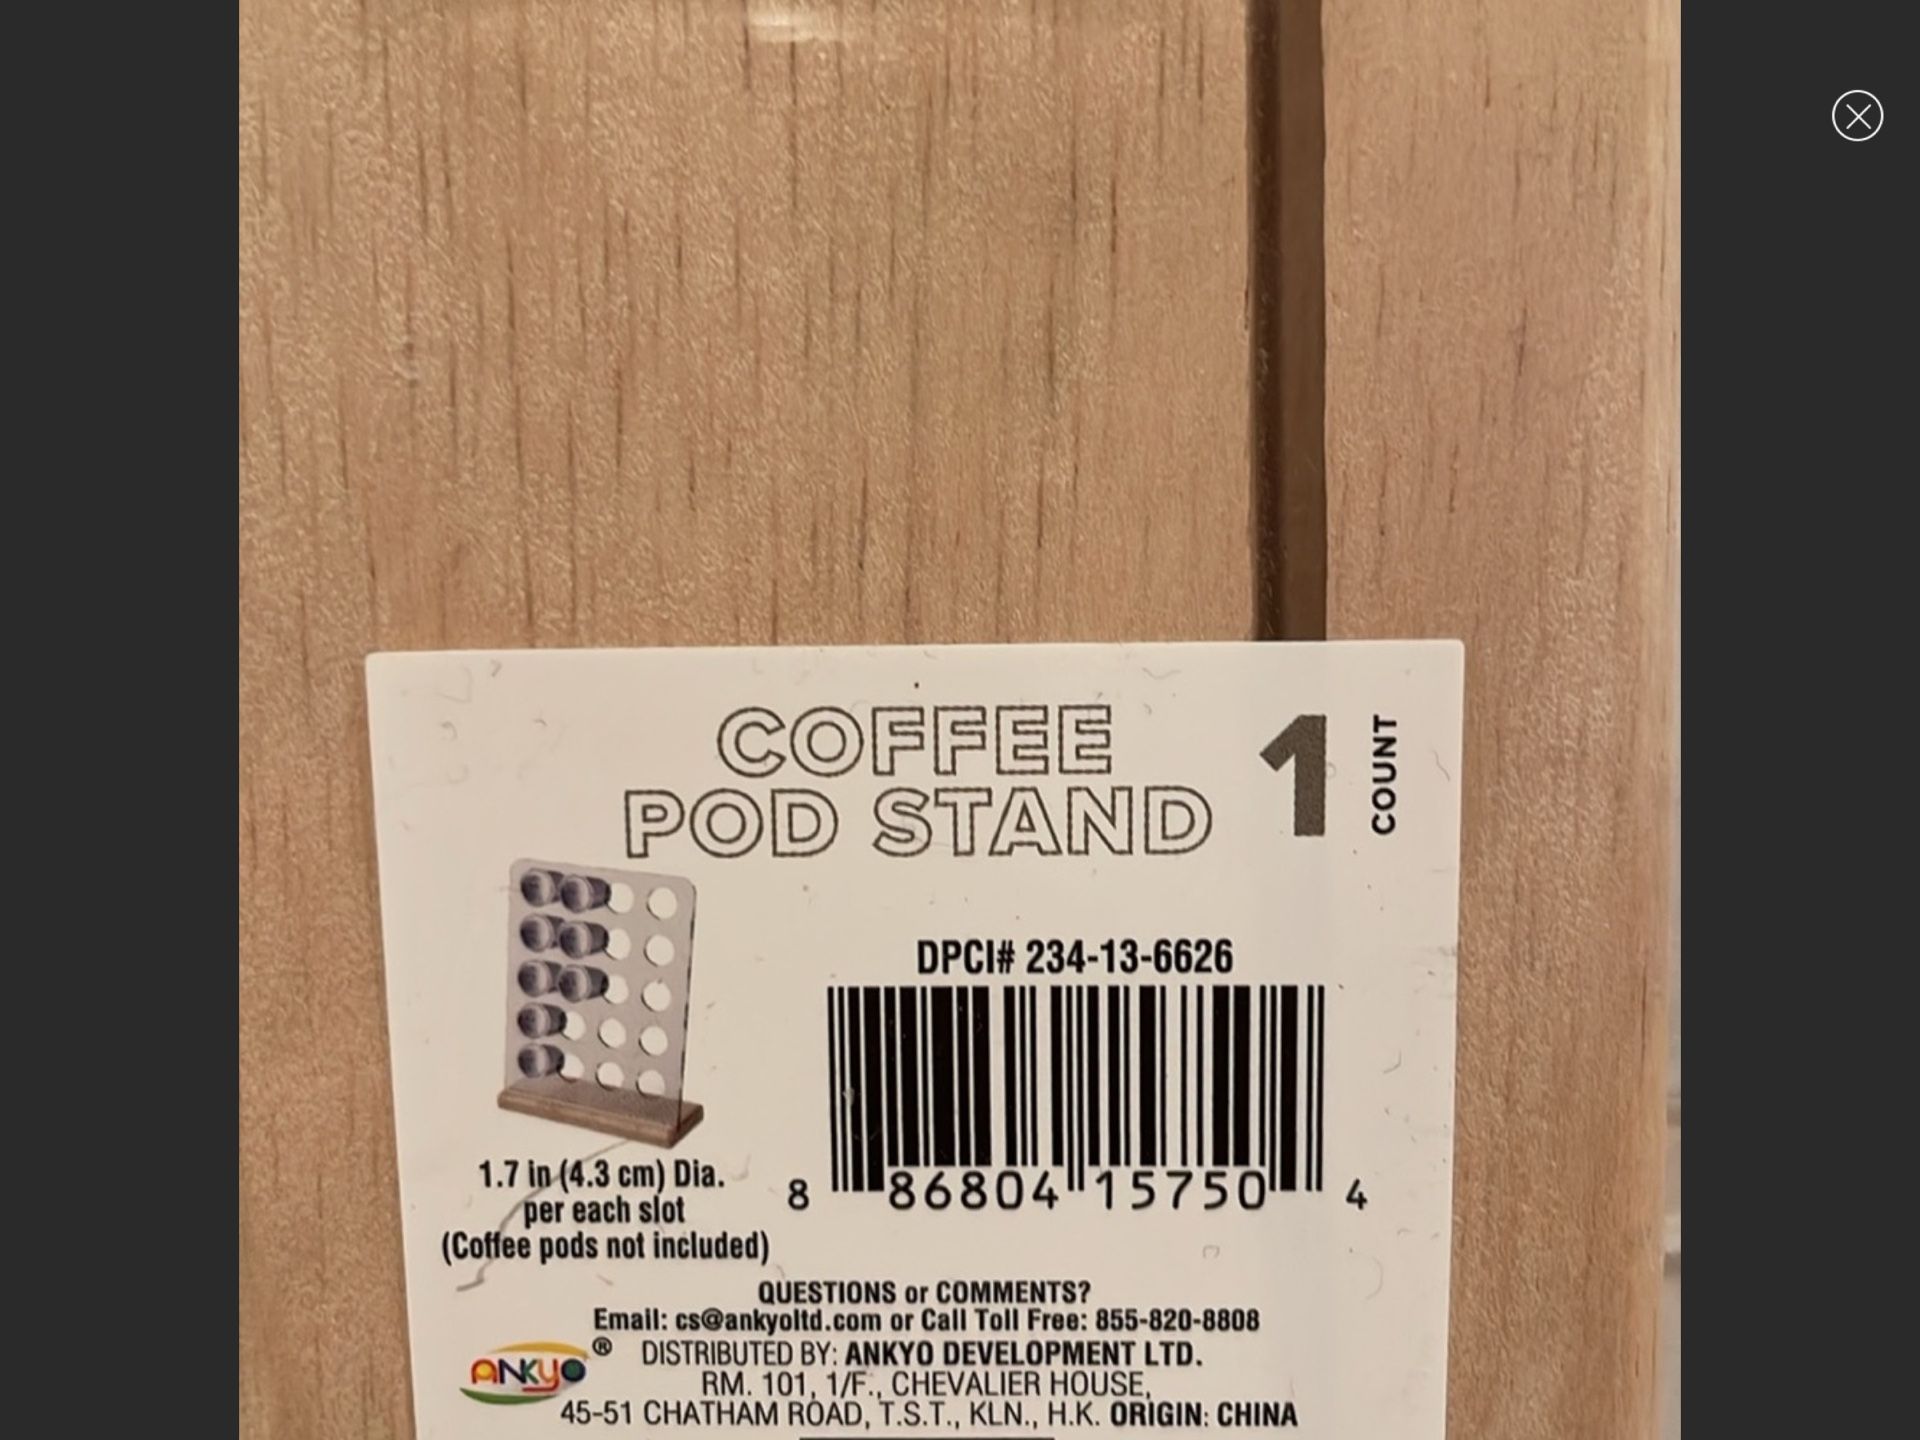 COFFEE
POD STAND
1
COUNT
DPCI# 234-13-6626
8 86804 15750 4
1.7 in (4.3 cm) Dia.
per each slot
(Coffee pods not included)
QUESTIONS or COMMENTS?
Email: cs@ankyoltd.com or Call Toll Free: 855-820-8808
ANKYO ® DISTRIBUTED BY: ANKYO DEVELOPMENT LTD.
RM. 101, 1/F., CHEVALIER HOUSE,
45-51 CHATHAM ROAD, T.S.T., KLN., H.K. ORIGIN: CHINA